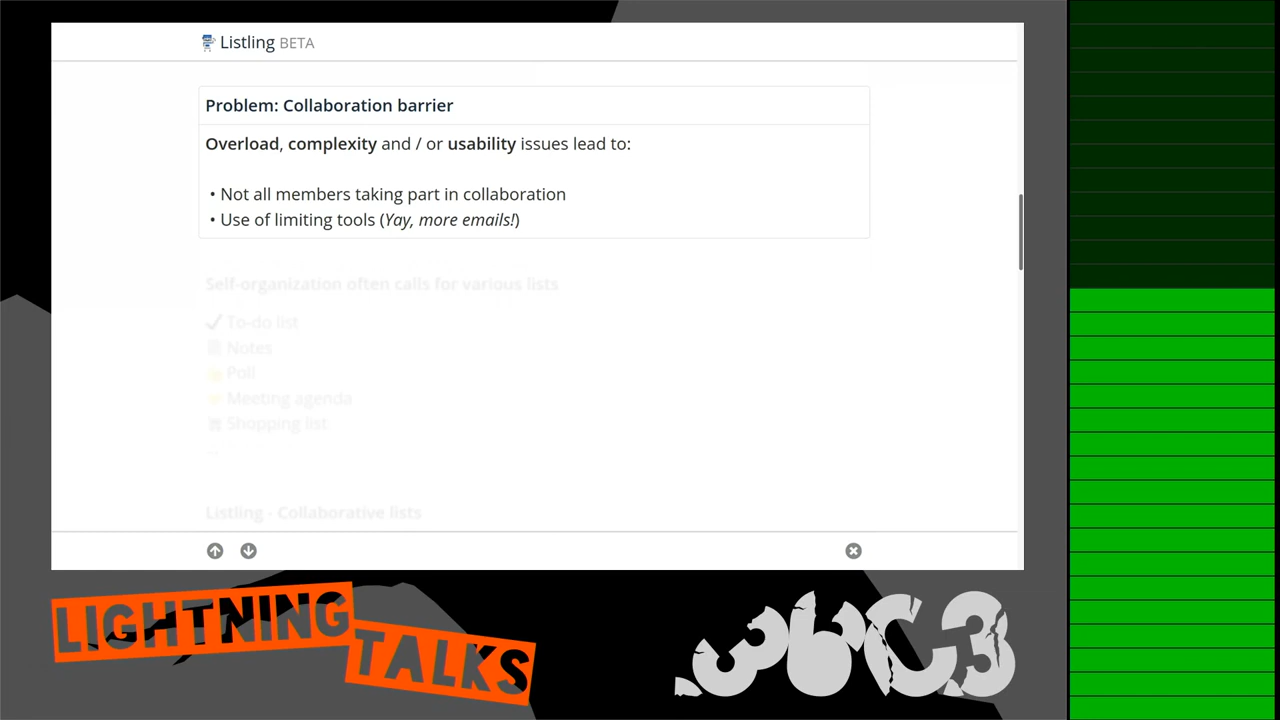 Listling BETA
Problem: Collaboration barrier
Overload, complexity and / or usability issues lead to:
• Not all members taking part in collaboration
• Use of limiting tools (Yay, more emails!)
Self-organization often calls for various lists
To-do list
Notes
Poll
Meeting agenda
Shopping list
Listling - Collaborative lists
LIGHTNING
TALKS
36C3